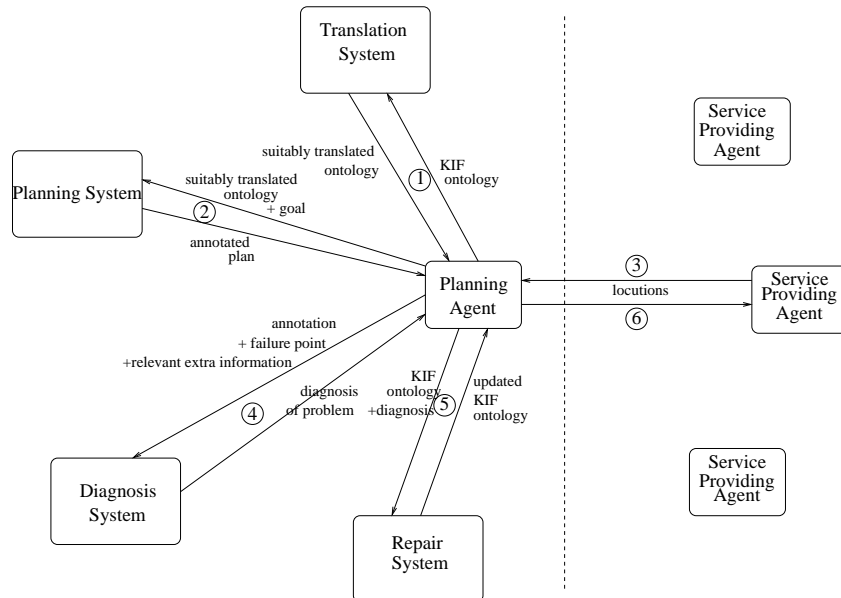 Translation
System
Service
Providing
Agent
suitably translated
ontology
1
KIF
ontology
Planning System
suitably translated
ontology
+ goal
2
annotated
plan
Planning
Agent
3
locutions
6
Service
Providing
Agent
annotation
+ failure point
+relevant extra information
4
diagnosis
of problem
KIF
ontology
+diagnosis
5
updated
KIF
ontology
Diagnosis
System
Repair
System
Service
Providing
Agent